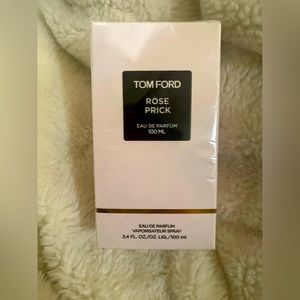 TOM FORD
ROSE
PRICK
EAU DE PARFUM
100 ML
EAU DE PARFUM
VAPORISATEUR SPRAY
3.4 FL. OZ./OZ. LIQ./100 ml